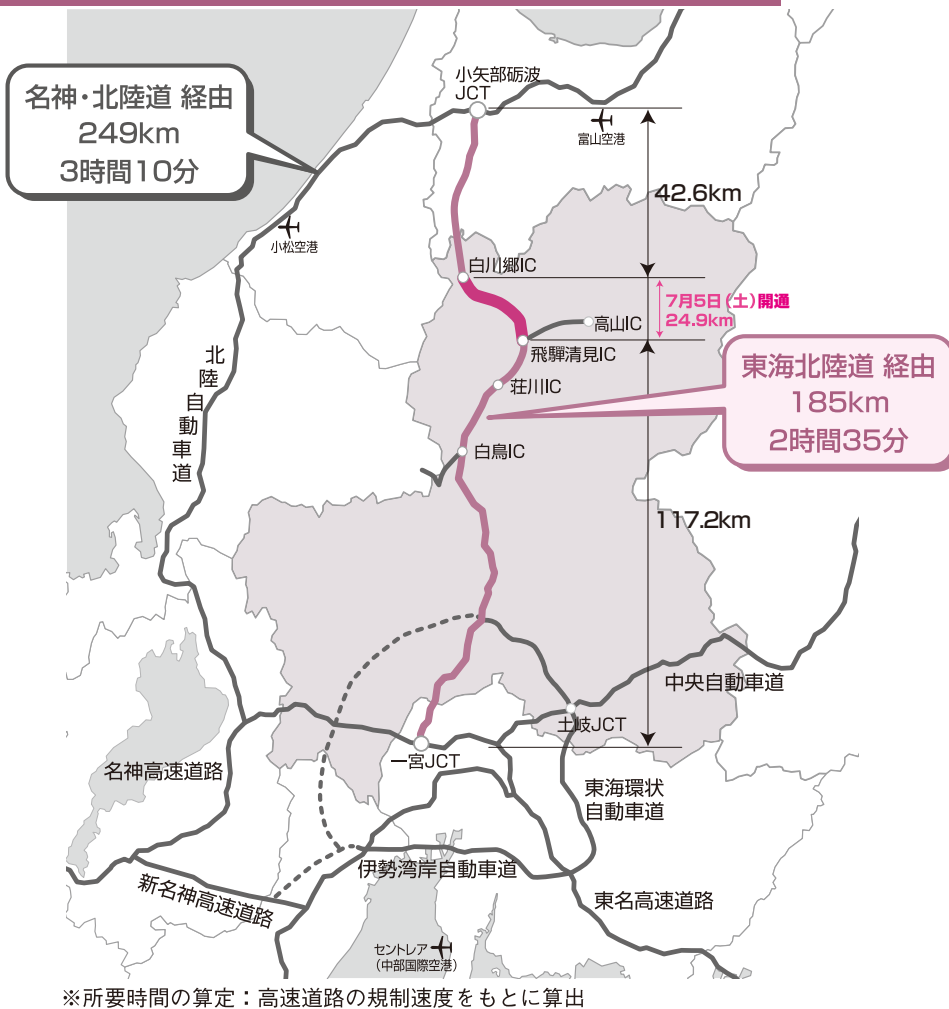 小矢部砺波
JCT
名神・北陸道 経由
249km
3時間10分
富山空港
42.6km
小松空港
白川郷IC
7月5日(土)開通
24.9km
高山IC
飛騨清見IC
荘川IC
東海北陸道 経由
185km
2時間35分
北陸自動車道
白鳥IC
117.2km
中央自動車道
土岐JCT
一宮JCT
名神高速道路
東海環状
自動車道
伊勢湾岸自動車道
新名神高速道路
東名高速道路
セントレア
(中部国際空港)
※所要時間の算定：高速道路の規制速度をもとに算出